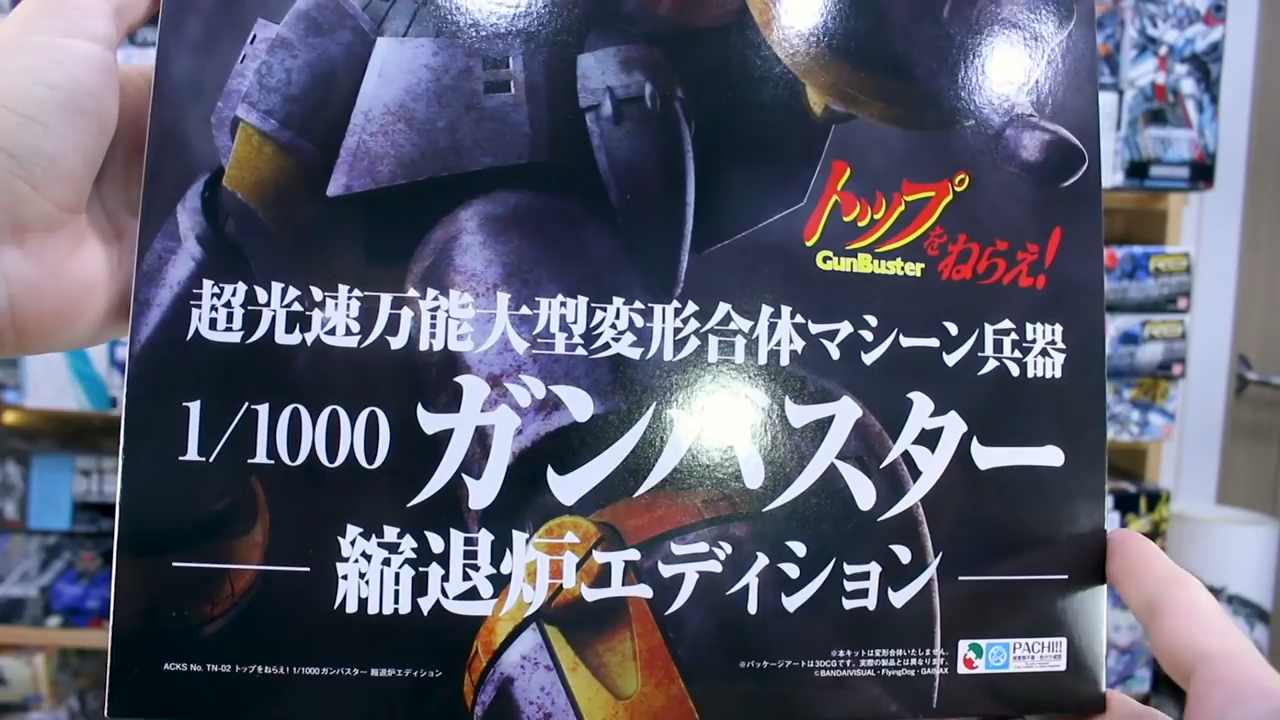 トップをねらえ!
GunBuster
超光速万能大型変形合体マシーン兵器
1/1000 ガンバスター
縮退炉エディション
ACKS No. TN-02 トップをねらえ! 1/1000ガンバスター 縮退炉エディション
※本キットは変形合体いたしません。
※パッケージアートは3DCGです。実際の製品とは異なります。
©BANDAIVISUAL・FlyingDog・GAINAX
PACHI!!!